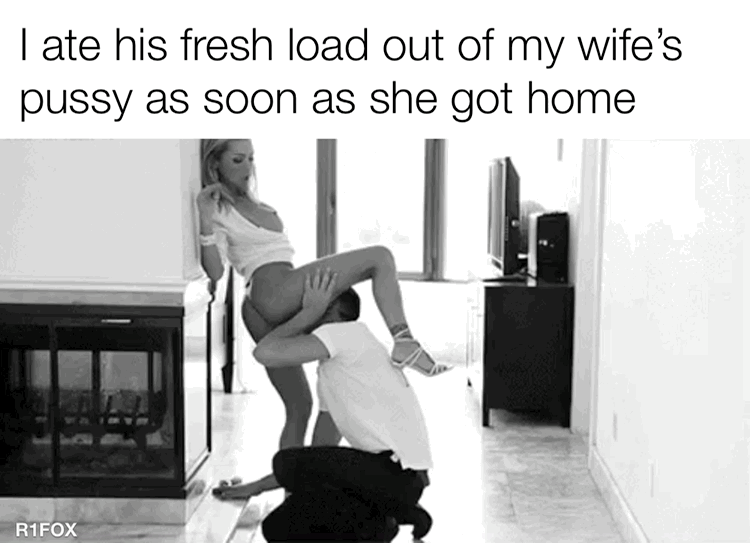 I ate his fresh load out of my wife’s
pussy as soon as she got home
R1FOX